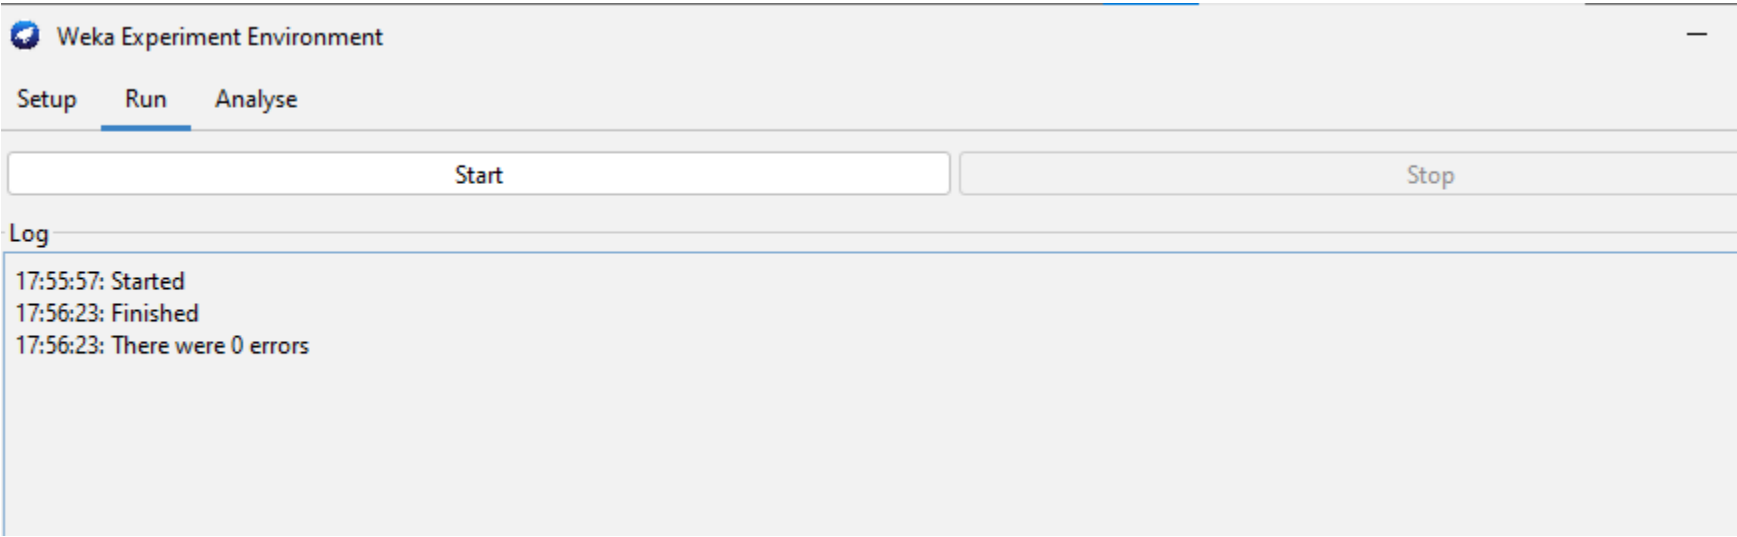 Weka Experiment Environment
Setup Run Analyse
Start Stop
Log
17:55:57: Started
17:56:23: Finished
17:56:23: There were 0 errors